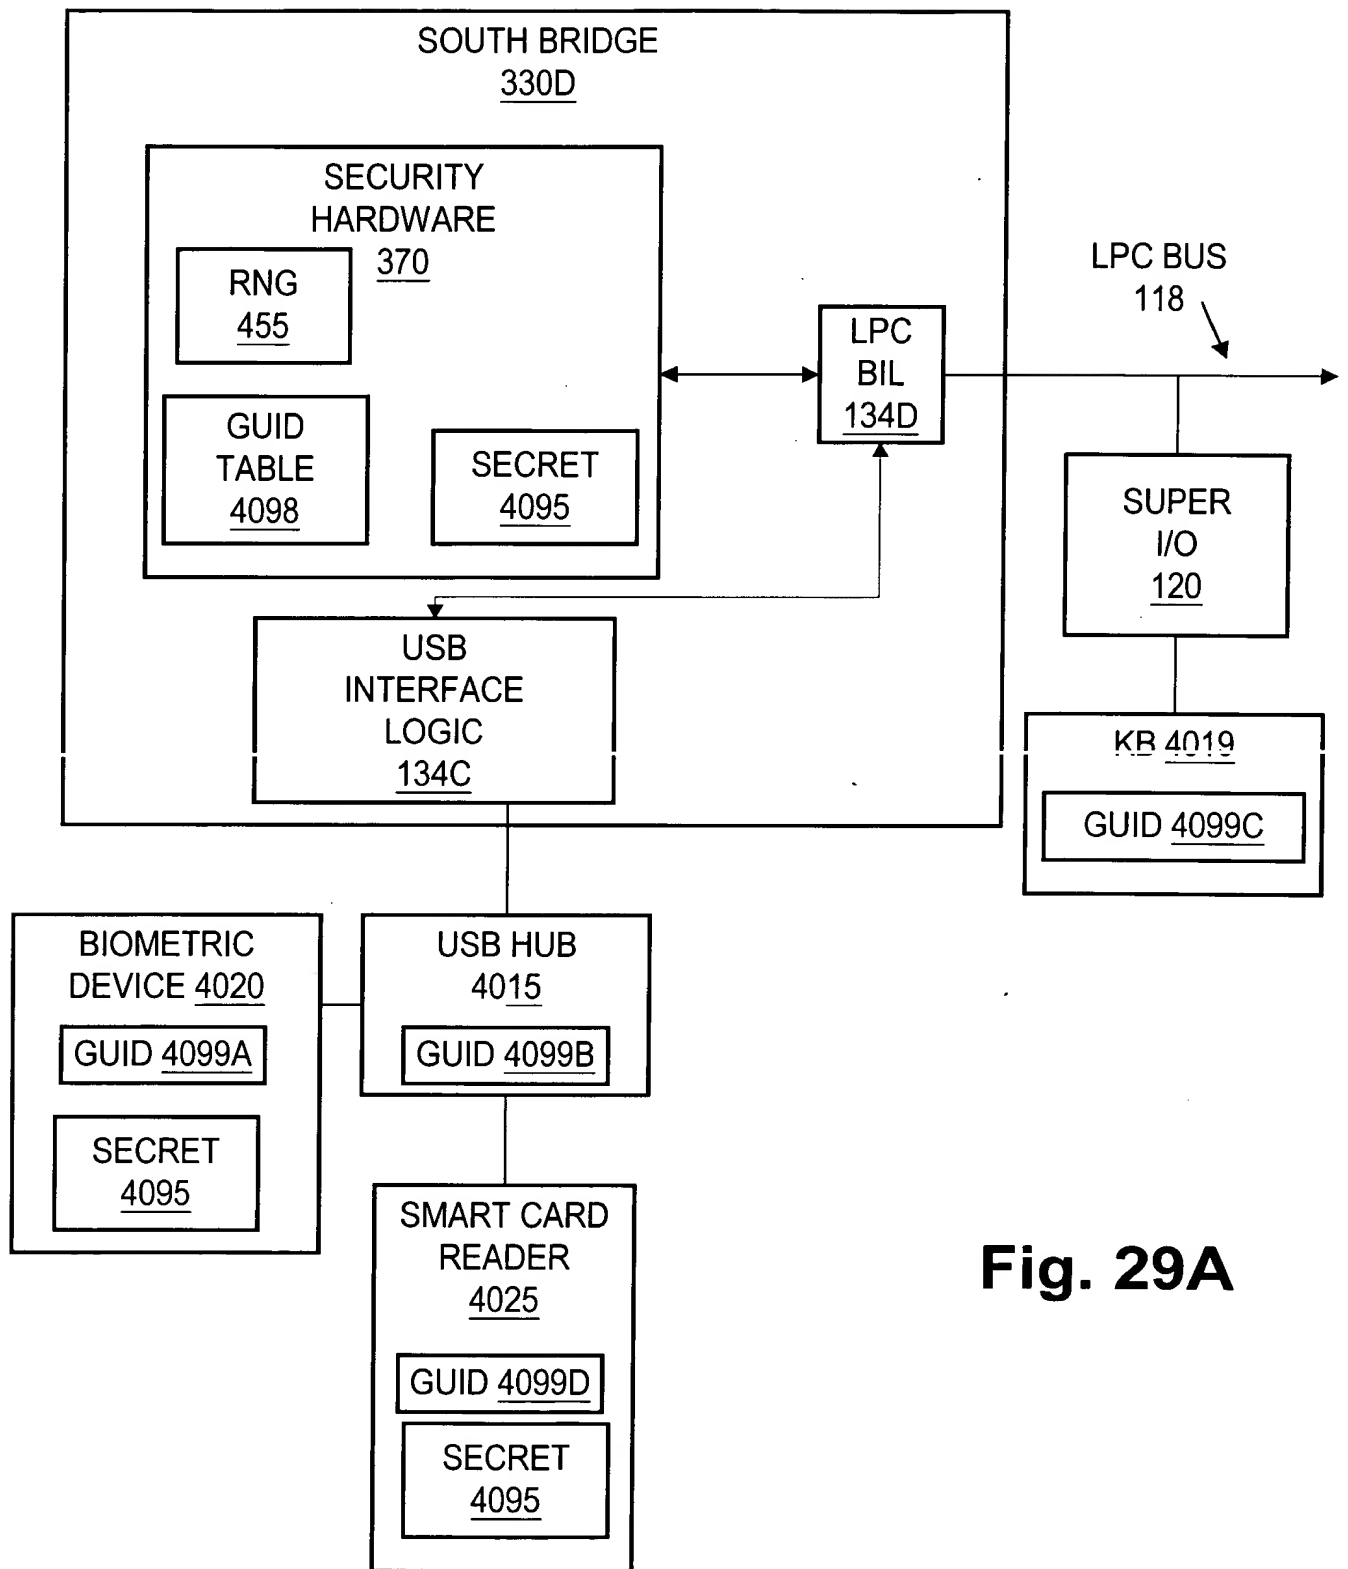 SOUTH BRIDGE
330D
SECURITY
HARDWARE
370
RNG
455
GUID
TABLE
4098
SECRET
4095
LPC
BIL
134D
LPC BUS
118
SUPER
I/O
120
USB
INTERFACE
LOGIC
134C
KB 4019
GUID 4099C
BIOMETRIC
DEVICE 4020
GUID 4099A
SECRET
4095
USB HUB
4015
GUID 4099B
SMART CARD
READER
4025
GUID 4099D
SECRET
4095
Fig. 29A